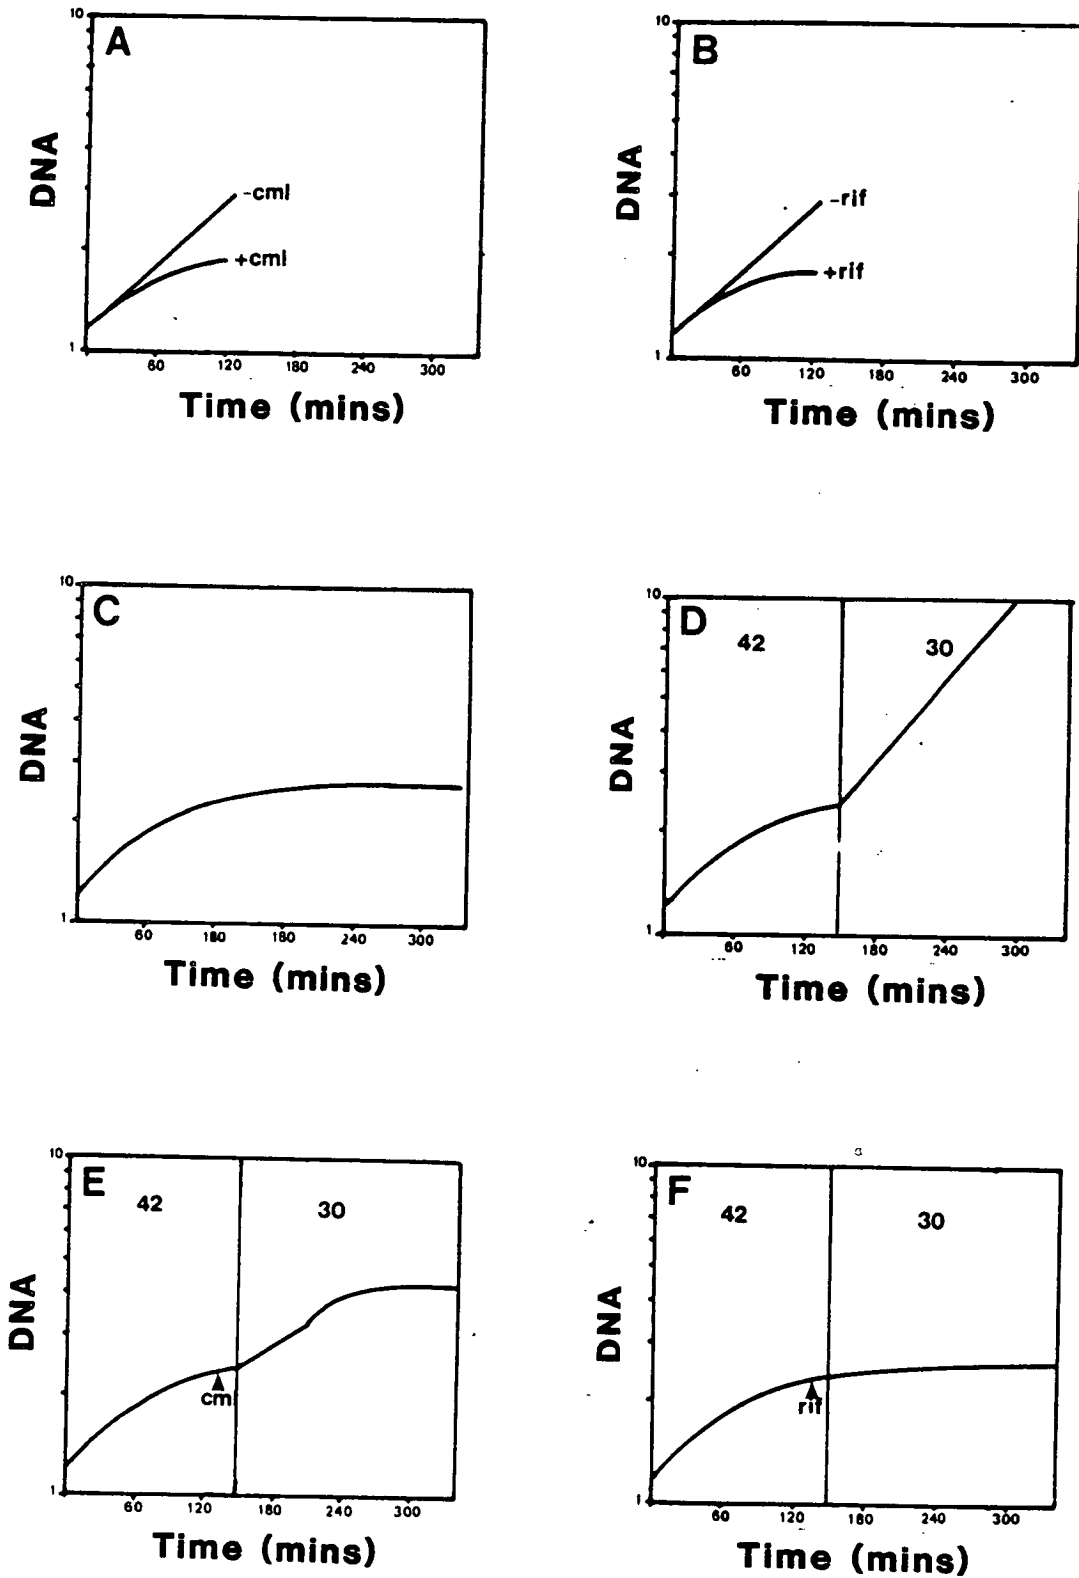 A
10
DNA
-cml
+cml
1
60 120 180 240 300
Time (mins)
B
10
DNA
-rif
+rif
1
60 120 180 240 300
Time (mins)
C
10
DNA
1
60 180 180 240 300
Time (mins)
D
10
42 30
DNA
1
60 120 180 240 300
Time (mins)
E
10
42 30
DNA
cml
1
60 120 180 240 300
Time (mins)
F
10
42 30
DNA
rif
1
60 120 180 240 300
Time (mins)